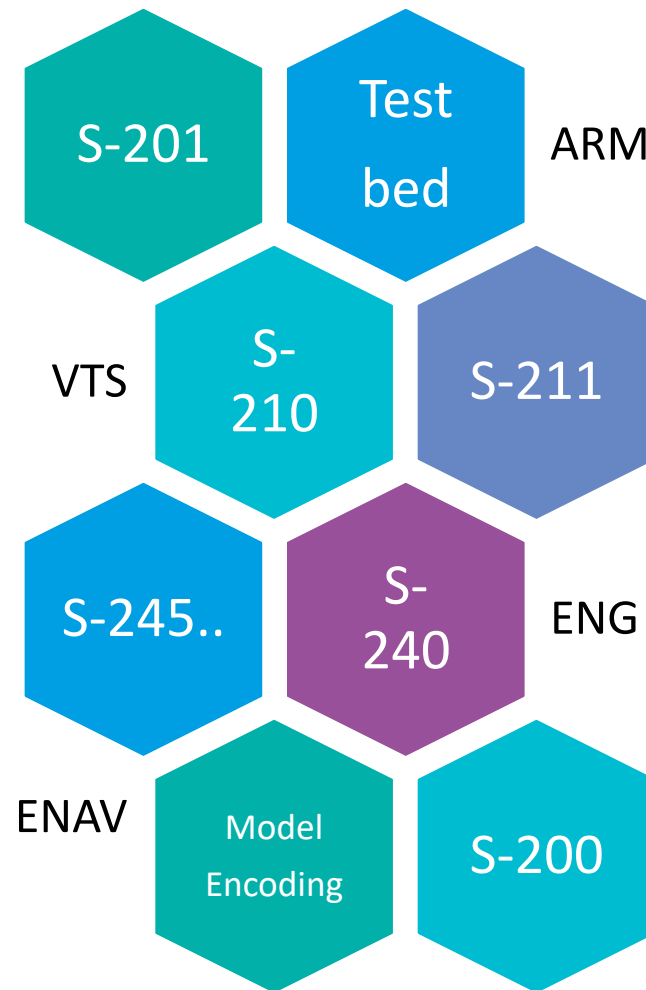 S-201
Test
bed
ARM
VTS
S-
210
S-211
S-245..
S-
240
ENG
ENAV
Model
Encoding
S-200